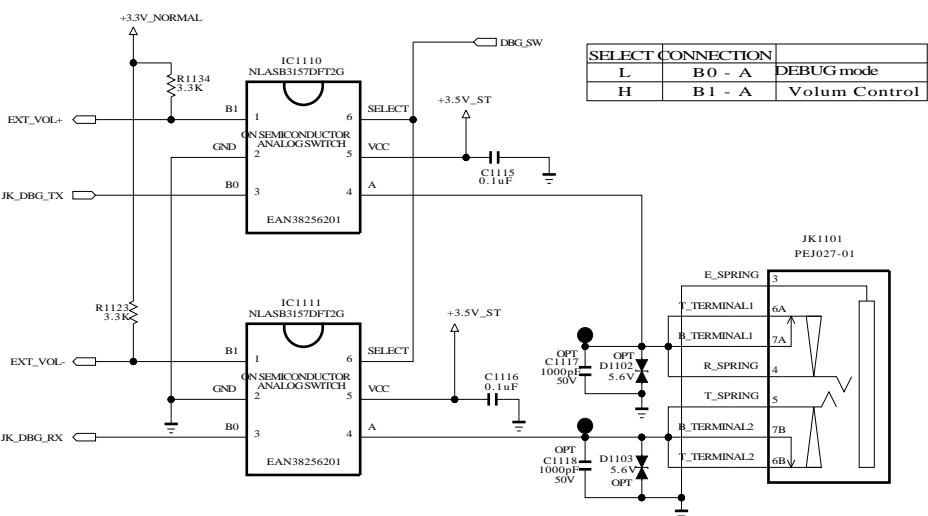 +3.3V_NORMAL
DBG_SW
SELECT CONNECTION
L B0 - A DEBUG mode
H B1 - A Volum Control
R1134
3.3K
IC1110
NLASB3157DFT2G
EXT_VOL+
B1
1
6
SELECT
+3.5V_ST
ON SEMICONDUCTOR
ANALOG SWITCH
GND
2
5
VCC
C1115
0.1uF
JK_DBG_TX
B0
3
4
A
EAN38256201
JK1101
PEJ027-01
E_SPRING
3
T_TERMINAL1
6A
B_TERMINAL1
7A
R_SPRING
4
T_SPRING
5
B_TERMINAL2
7B
T_TERMINAL2
6B
R1123
3.3K
IC1111
NLASB3157DFT2G
+3.5V_ST
EXT_VOL-
B1
1
6
SELECT
ON SEMICONDUCTOR
ANALOG SWITCH
GND
2
5
VCC
C1116
0.1uF
OPT
C1117
1000pF
50V
OPT
D1102
5.6V
JK_DBG_RX
B0
3
4
A
EAN38256201
OPT
C1118
1000pF
50V
D1103
5.6V
OPT